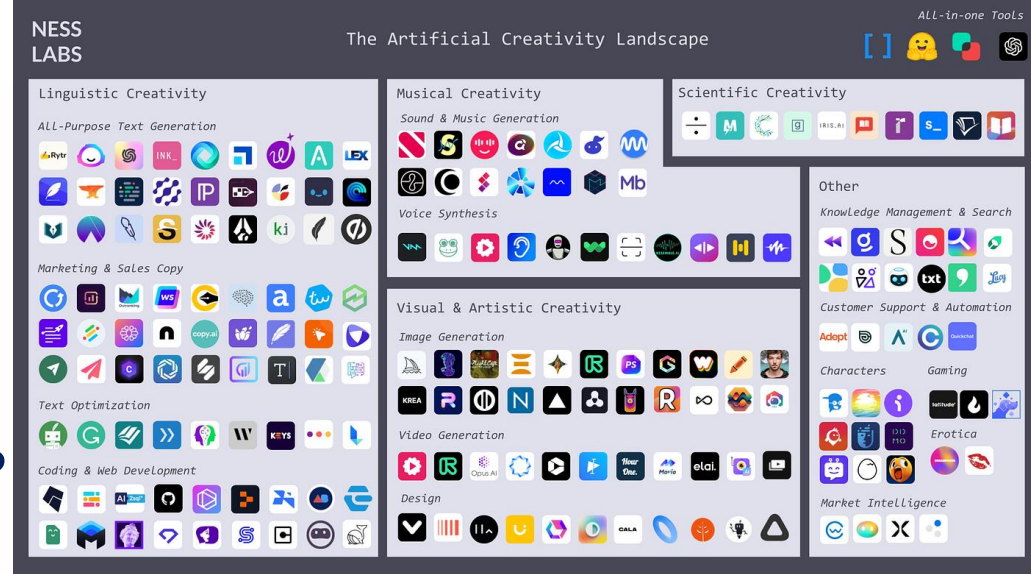 All-in-one Tools
NESS
LABS
The Artificial Creativity Landscape
Linguistic Creativity
All-Purpose Text Generation
Rytr
INK_
LEX
ki
Marketing & Sales Copy
WS
copy.ai
Text Optimization
KEYS
Coding & Web Development
AB
Musical Creativity
Sound & Music Generation
Mb
Voice Synthesis
Scientific Creativity
IRIS.AI
s_
Visual & Artistic Creativity
Image Generation
PS
KREA
Video Generation
Opus AI
Hour
One.
elai.
Design
CALA
Other
Knowledge Management & Search
txt
Lucy
Customer Support & Automation
Adept
Quickchat
Characters
Gaming
Erotica
Market Intelligence